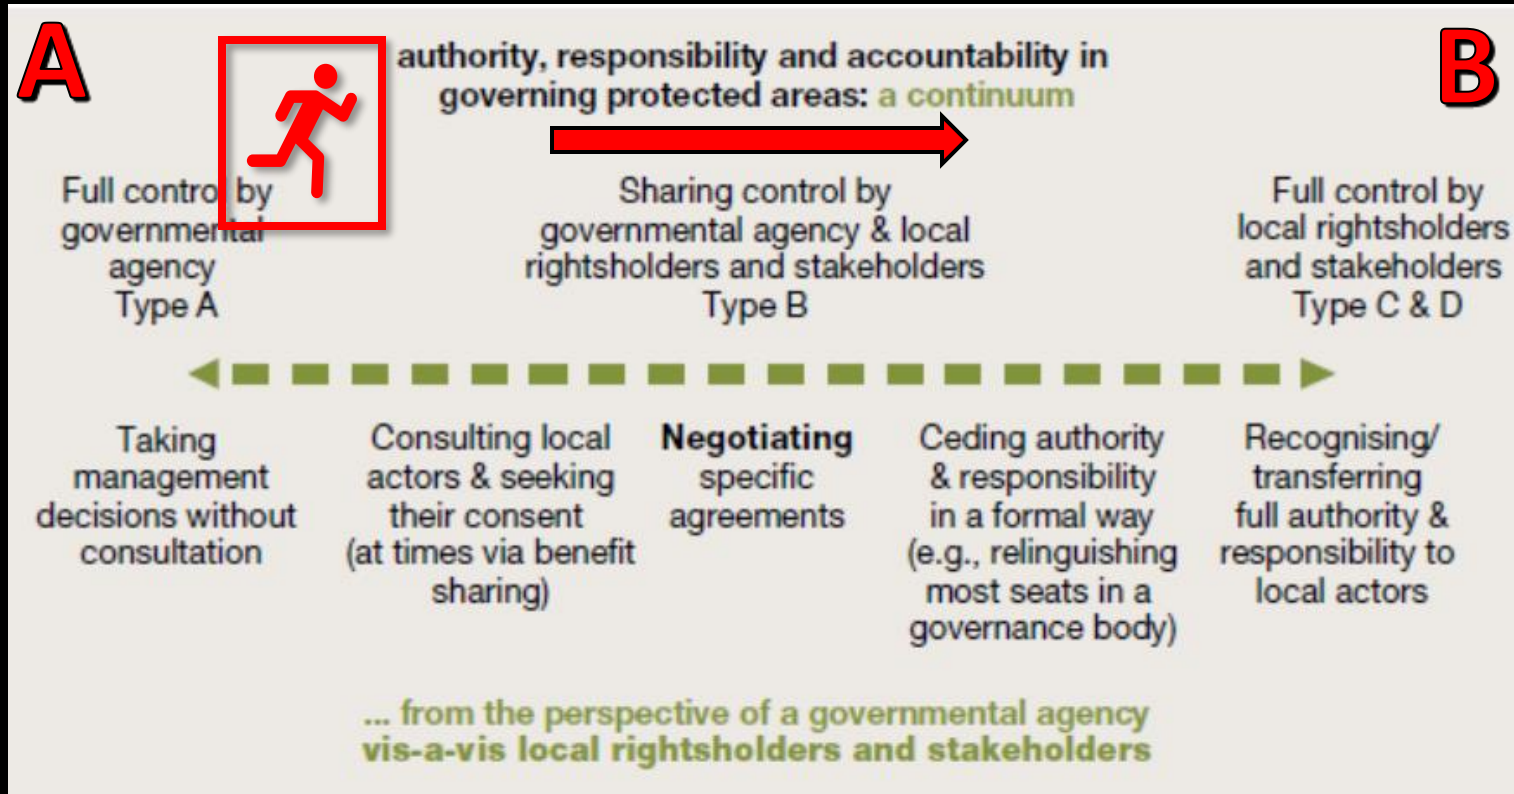 A
B
authority, responsibility and accountability in
governing protected areas: a continuum
Full control by
governmental
agency
Type A
Sharing control by
governmental agency & local
rightsholders and stakeholders
Type B
Full control by
local rightsholders
and stakeholders
Type C & D
Taking
management
decisions without
consultation
Consulting local
actors & seeking
their consent
(at times via benefit
sharing)
Negotiating
specific
agreements
Ceding authority
& responsibility
in a formal way
(e.g., relinguishing
most seats in a
governance body)
Recognising/
transferring
full authority &
responsibility to
local actors
... from the perspective of a governmental agency
vis-a-vis local rightsholders and stakeholders